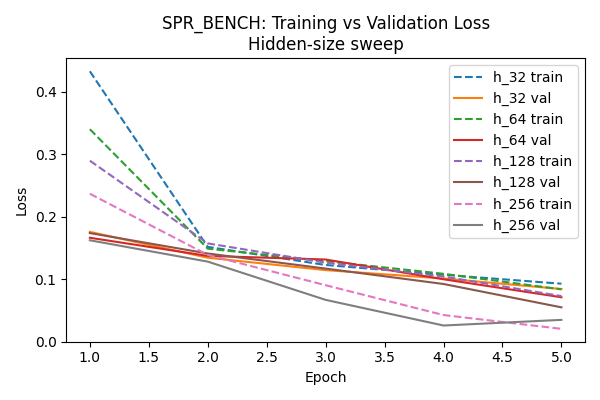 SPR_BENCH: Training vs Validation Loss
Hidden-size sweep
Loss
0.4
0.3
0.2
0.1
0.0
h_32 train
h_32 val
h_64 train
h_64 val
h_128 train
h_128 val
h_256 train
h_256 val
1.0 1.5 2.0 2.5 3.0 3.5 4.0 4.5 5.0
Epoch